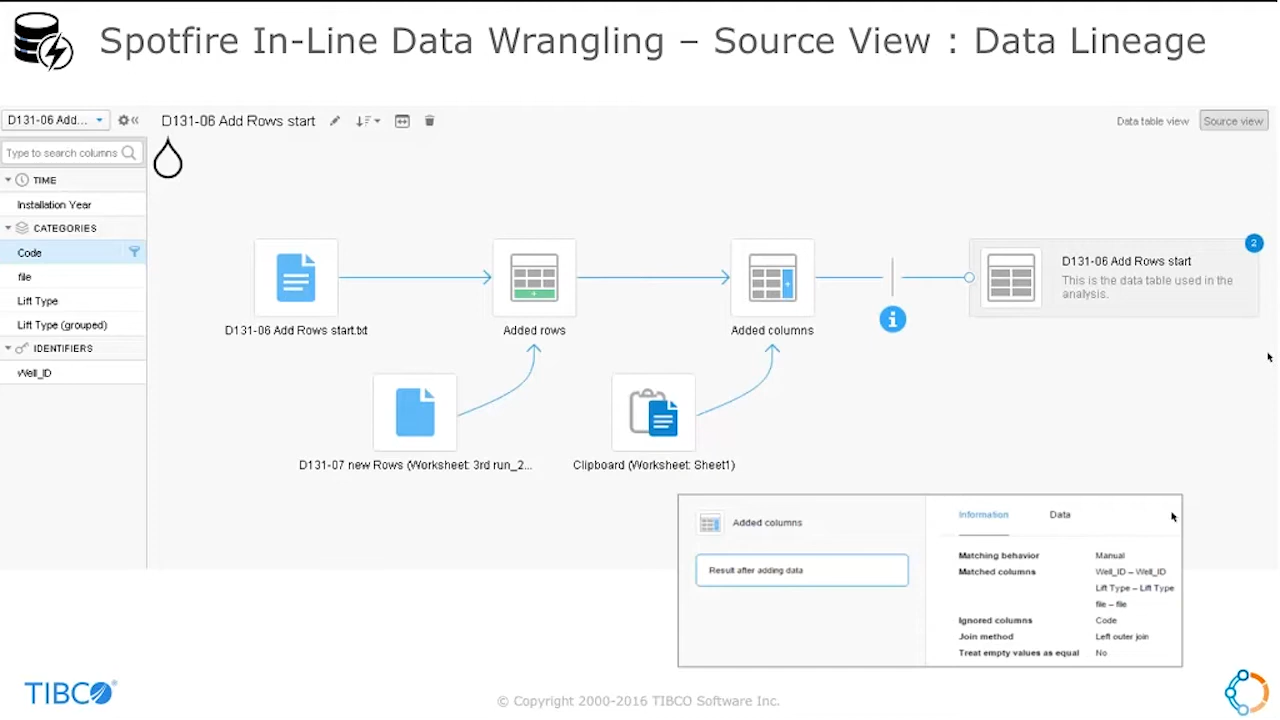 Spotfire In-Line Data Wrangling – Source View : Data Lineage
D131-06 Add...
D131-06 Add Rows start
Data table view
Source view
Type to search columns
TIME
Installation Year
CATEGORIES
Code
file
Lift Type
Lift Type (grouped)
IDENTIFIERS
Well_ID
D131-06 Add Rows start.txt
Added rows
Added columns
2
D131-06 Add Rows start
This is the data table used in the
analysis.
D131-07 new Rows (Worksheet: 3rd run_2...
Clipboard (Worksheet: Sheet1)
Added columns
Result after adding data
Information
Data
Matching behavior Manual
Matched columns Well_ID – Well_ID
Lift Type – Lift Type
file – file
Ignored columns Code
Join method Left outer join
Treat empty values as equal No
TIBCO
© Copyright 2000-2016 TIBCO Software Inc.